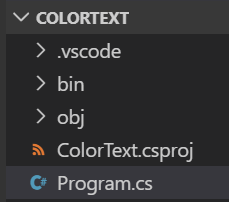 COLORTEXT
.vscode
bin
obj
ColorText.csproj
C# Program.cs